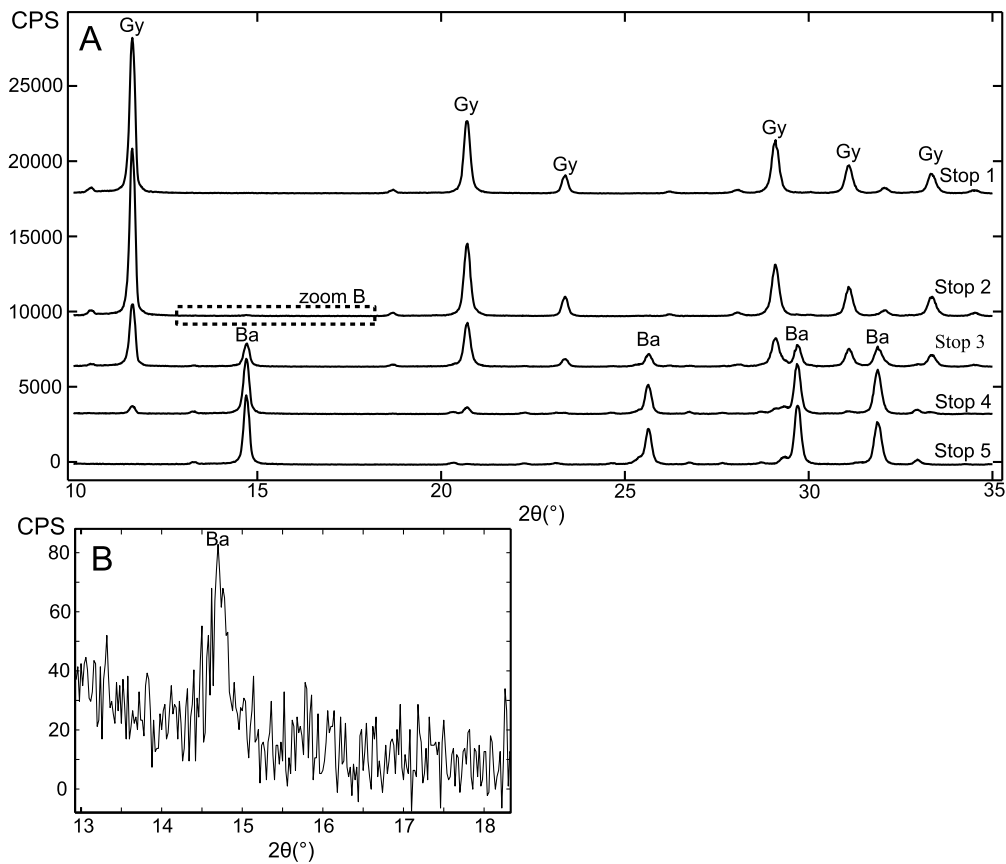 CPS
A
Gy
25000
Gy
Gy
Gy
Gy
Gy
20000
Stop 1
15000
zoom B
Stop 2
10000
Ba
Ba
Ba
Ba
Stop 3
5000
Stop 4
Stop 5
0
10 15 20 25 30 35
2θ(°)
CPS
B
Ba
80
60
40
20
0
13 14 15 16 17 18
2θ(°)